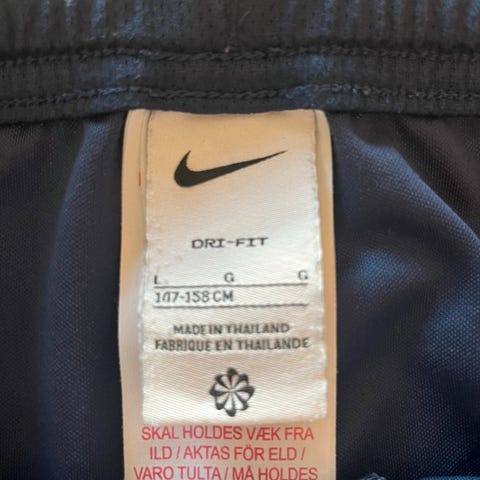 DRI-FIT
L G G
147-158 CM
MADE IN THAILAND
FABRIQUE EN THAILANDE
SKAL HOLDES VÆK FRA
ILD / AKTAS FÖR ELD /
VARO TULTA / MÅ HOLDES